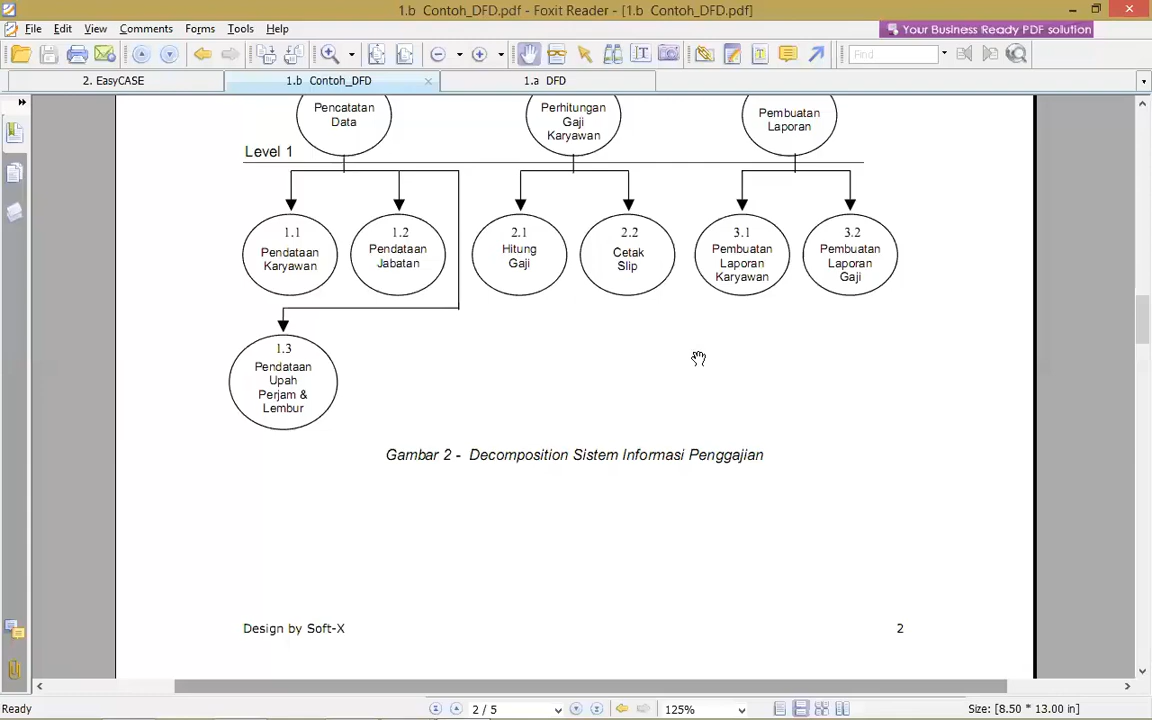 1.b Contoh_DFD.pdf - Foxit Reader - [1.b Contoh_DFD.pdf]
File Edit View Comments Forms Tools Help
Your Business Ready PDF solution
Find
2. EasyCASE
1.b Contoh_DFD
1.a DFD
Pencatatan
Data
Perhitungan
Gaji
Karyawan
Pembuatan
Laporan
Level 1
1.1
Pendataan
Karyawan
1.2
Pendataan
Jabatan
2.1
Hitung
Gaji
2.2
Cetak
Slip
3.1
Pembuatan
Laporan
Karyawan
3.2
Pembuatan
Laporan
Gaji
1.3
Pendataan
Upah
Perjam &
Lembur
Gambar 2 - Decomposition Sistem Informasi Penggajian
Design by Soft-X 2
Ready
2 / 5
125%
Size: [8.50 * 13.00 in]